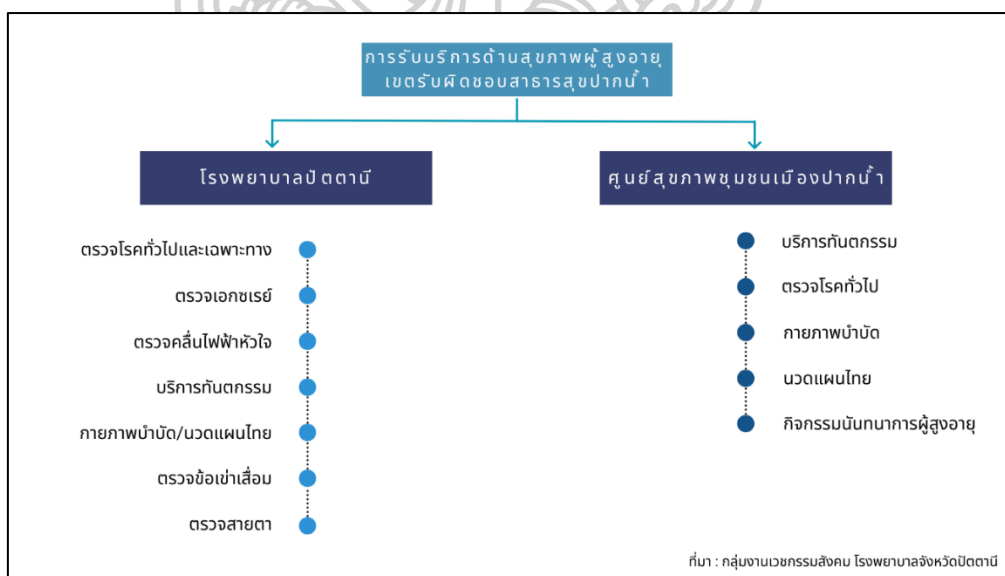 การรับบริการด้านสุขภาพผู้สูงอายุ
เขตรับผิดชอบสาธารสุขปากน้ำ
โรงพยาบาลปัตตานี
ตรวจโรคทั่วไปและเฉพาะทาง
ตรวจเอกซเรย์
ตรวจคลื่นไฟฟ้าหัวใจ
บริการทันตกรรม
กายภาพบำบัด/นวดแผนไทย
ตรวจข้อเข่าเสื่อม
ตรวจสายตา
ศูนย์สุขภาพชุมชนเมืองปากน้ำ
บริการทันตกรรม
ตรวจโรคทั่วไป
กายภาพบำบัด
นวดแผนไทย
กิจกรรมนันทนาการผู้สูงอายุ
ที่มา : กลุ่มงานเวชกรรมสังคม โรงพยาบาลจังหวัดปัตตานี